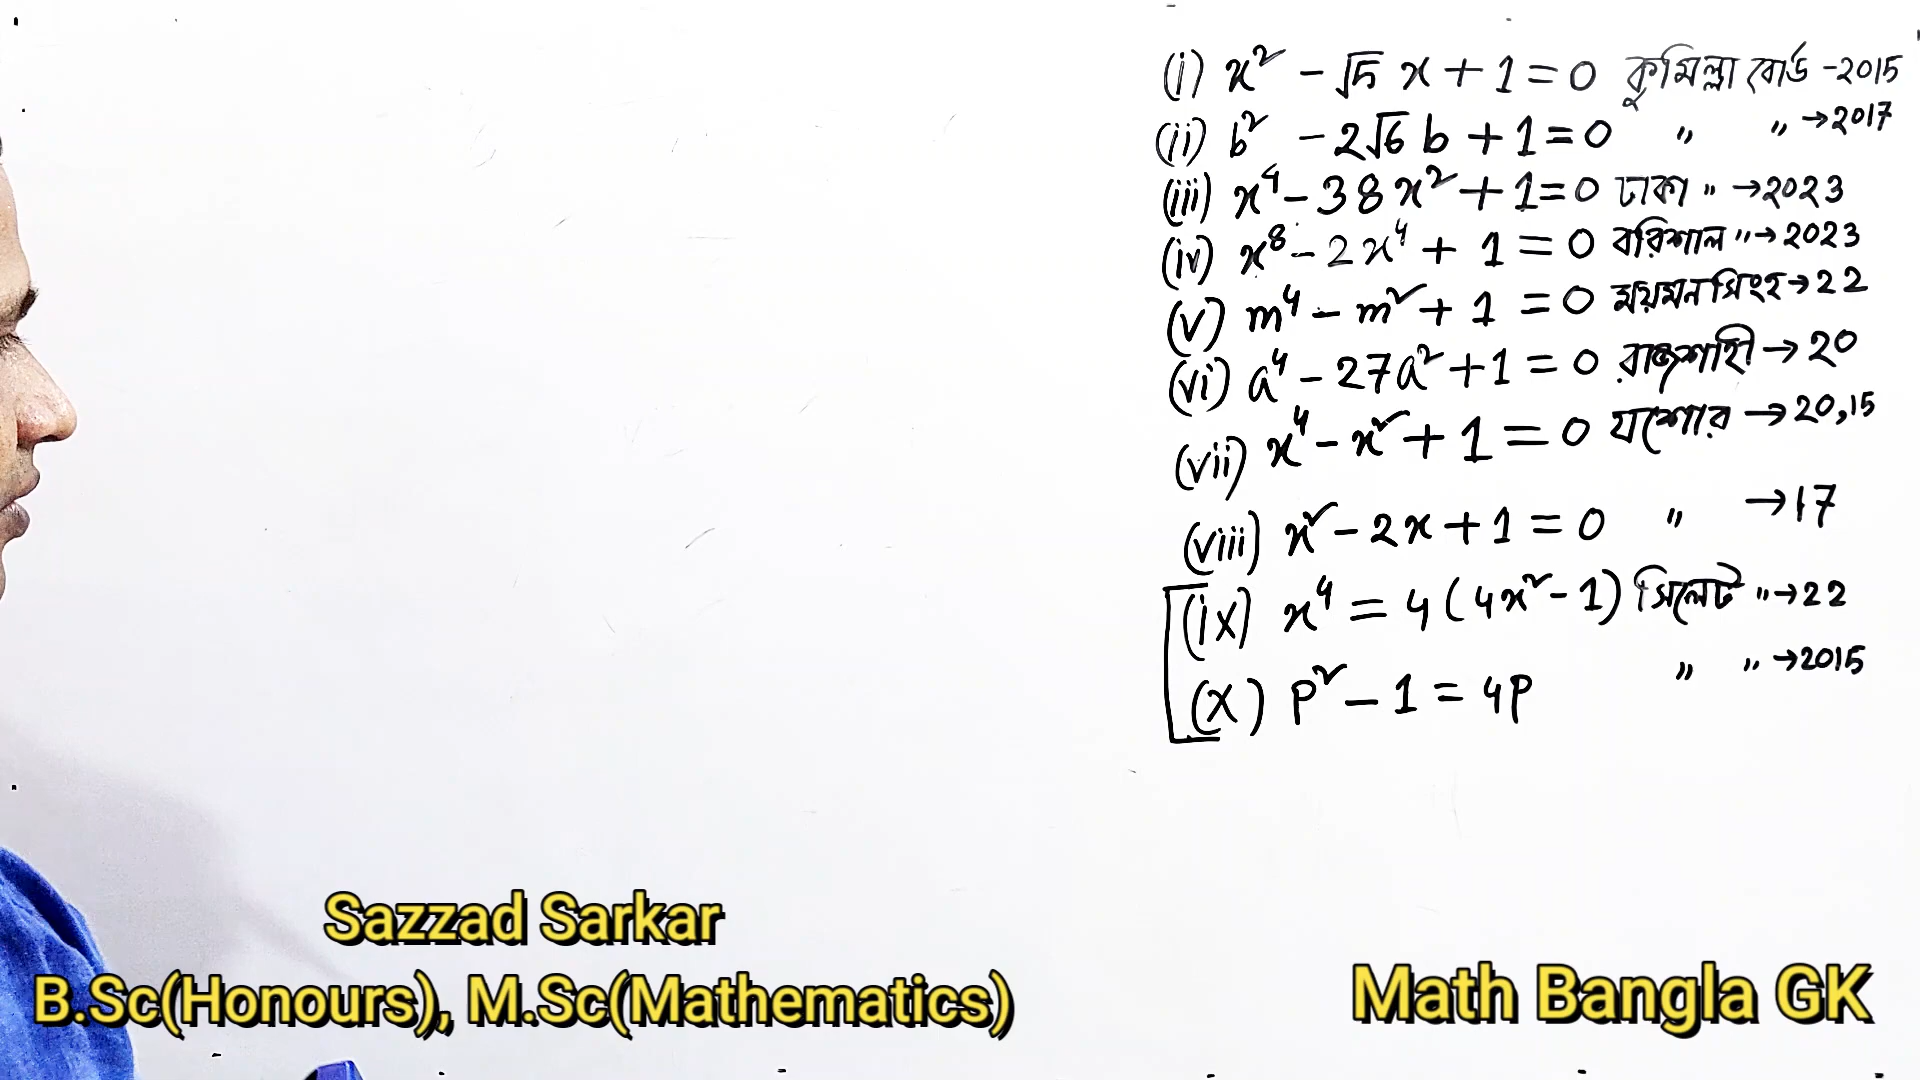 (i) x² - √5 x + 1 = 0 কুমিল্লা বোর্ড - 2015
(ii) b² - 2√6 b + 1 = 0 " " → 2017
(iii) x⁴ - 38x² + 1 = 0 ঢাকা " → 2023
(iv) x⁸ - 2x⁴ + 1 = 0 বরিশাল " → 2023
(v) m⁴ - m² + 1 = 0 ময়মনসিংহ → 22
(vi) a⁴ - 27a² + 1 = 0 রাজশাহী → 20
(vii) x⁴ - x² + 1 = 0 যশোর → 20,15
(viii) x² - 2x + 1 = 0 " → 17
(ix) x⁴ = 4(4x² - 1) সিলেট " → 22
(x) p² - 1 = 4p " " → 2015
Sazzad Sarkar
B.Sc(Honours), M.Sc(Mathematics)
Math Bangla GK